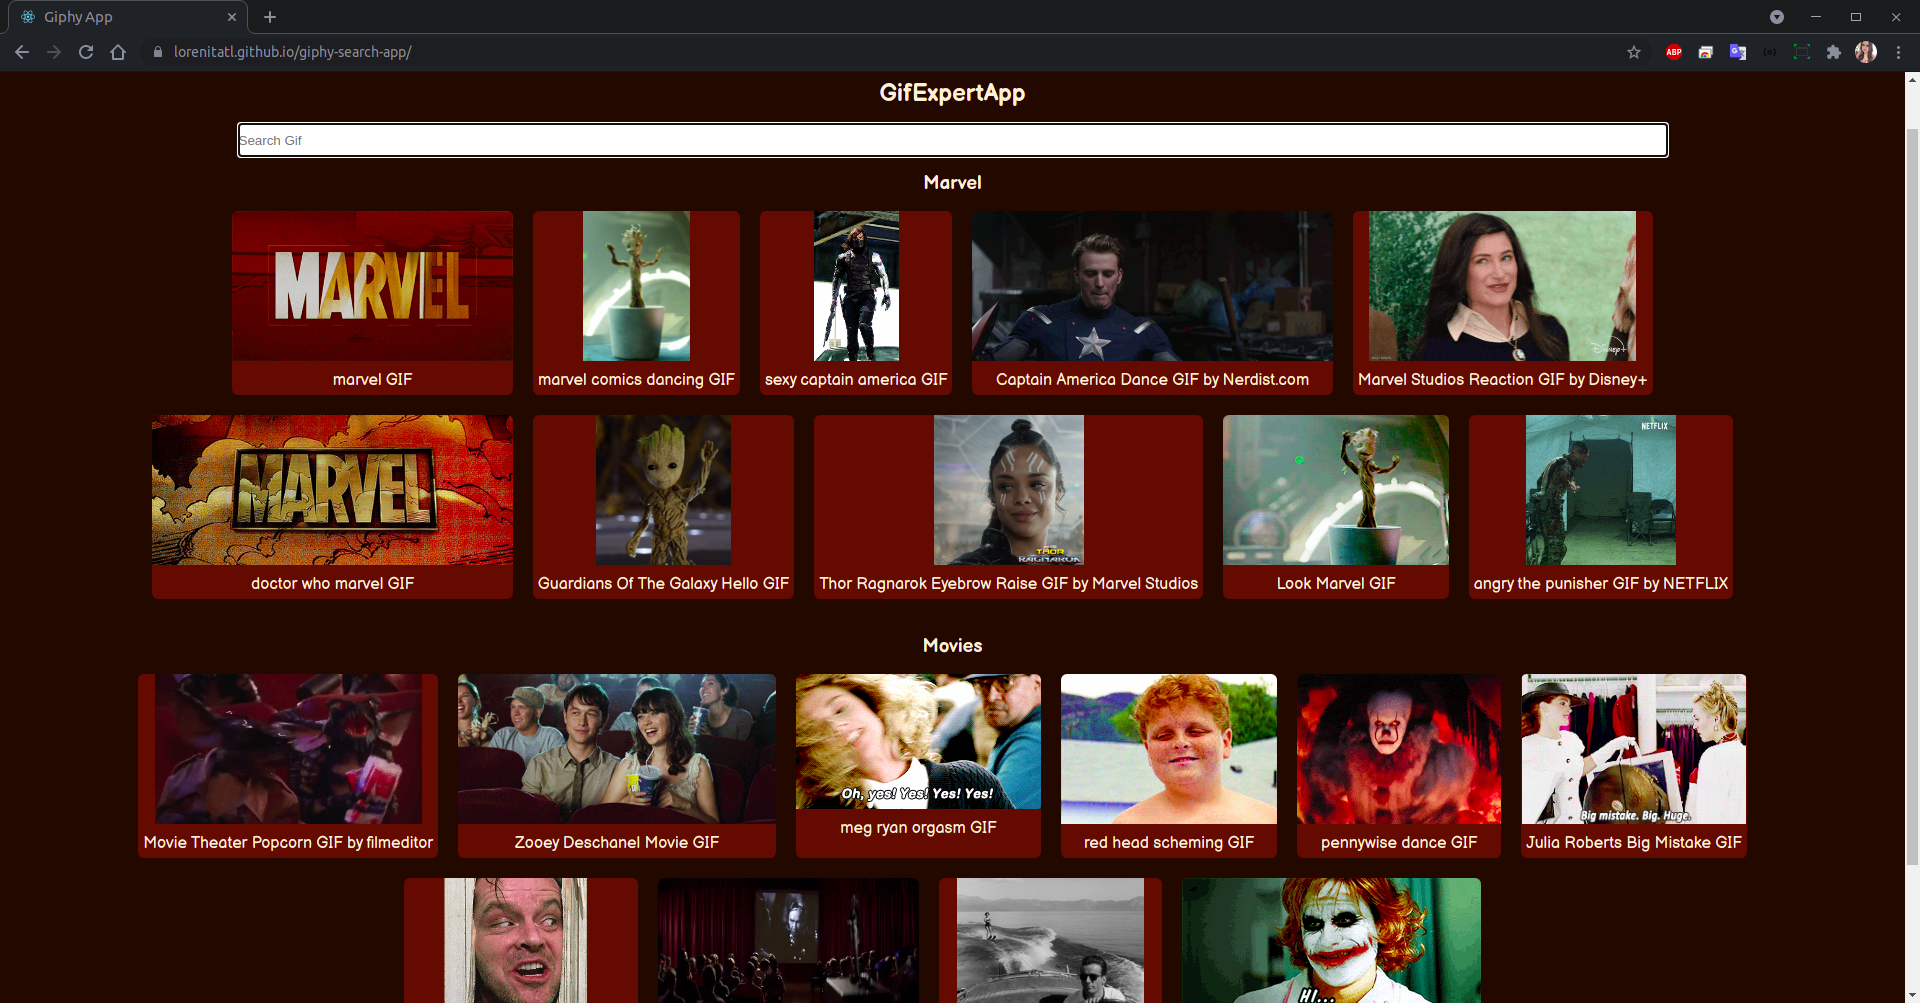 Giphy App
lorenitatl.github.io/giphy-search-app/
ABP
GifExpertApp
Search Gif
Marvel
MARVEL
Disney+
marvel GIF
marvel comics dancing GIF
sexy captain america GIF
Captain America Dance GIF by Nerdist.com
Marvel Studios Reaction GIF by Disney+
MARVEL
THOR
RAGNAROK
NETFLIX
doctor who marvel GIF
Guardians Of The Galaxy Hello GIF
Thor Ragnarok Eyebrow Raise GIF by Marvel Studios
Look Marvel GIF
angry the punisher GIF by NETFLIX
Movies
Oh, yes! Yes! Yes! Yes!
Big mistake. Big. Huge.
Movie Theater Popcorn GIF by filmeditor
Zooey Deschanel Movie GIF
meg ryan orgasm GIF
red head scheming GIF
pennywise dance GIF
Julia Roberts Big Mistake GIF
HI...